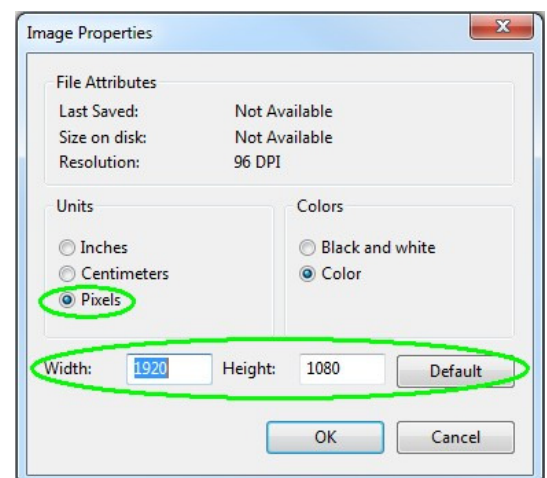 Image Properties
File Attributes
Last Saved: Not Available
Size on disk: Not Available
Resolution: 96 DPI
Units
Colors
Inches
Black and white
Centimeters
Color
Pixels
Width: 1920 Height: 1080 Default
OK Cancel